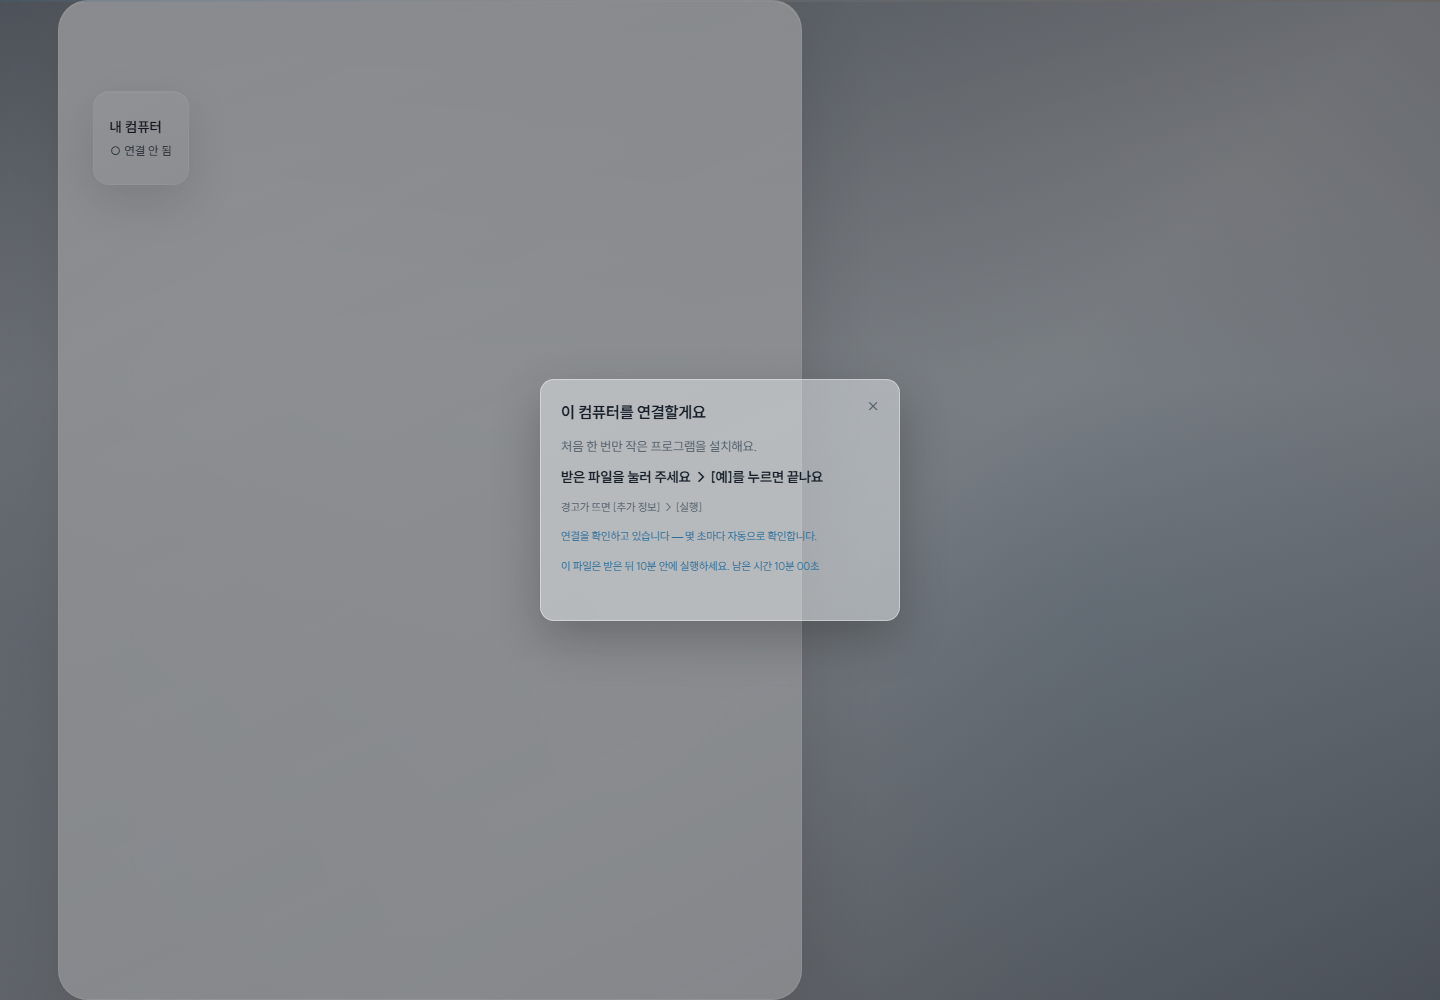 내 컴퓨터
○ 연결 안 됨
이 컴퓨터를 연결할게요
×
처음 한 번만 작은 프로그램을 설치해요.
받은 파일을 눌러 주세요 > [예]를 누르면 끝나요
경고가 뜨면 [추가 정보] > [실행]
연결을 확인하고 있습니다 — 몇 초마다 자동으로 확인합니다.
이 파일은 받은 뒤 10분 안에 실행하세요. 남은 시간 10분 00초